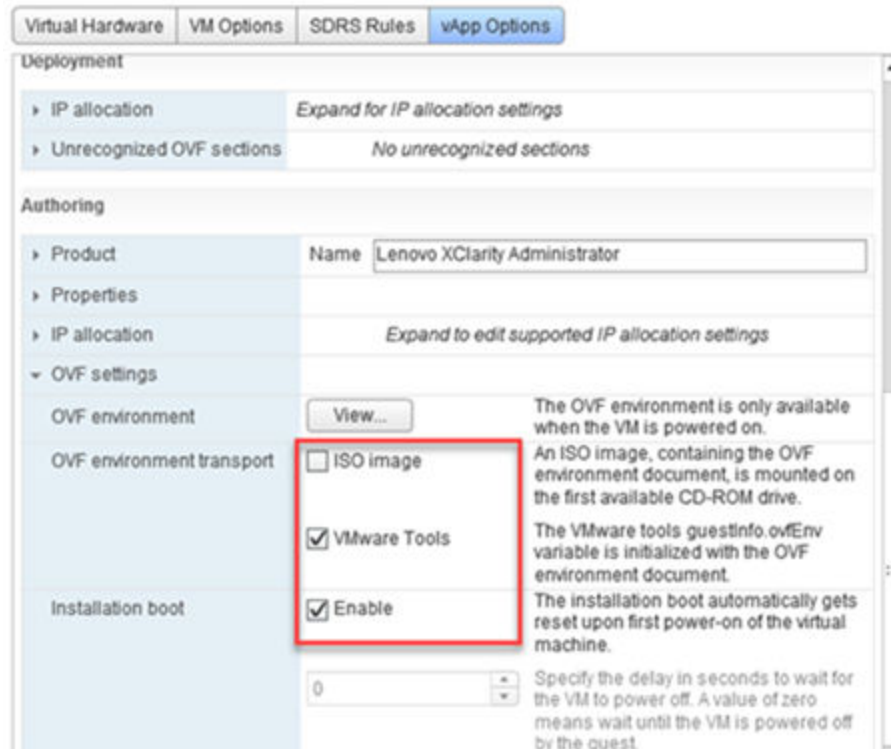 Virtual Hardware VM Options SDRS Rules vApp Options
Deployment
IP allocation Expand for IP allocation settings
Unrecognized OVF sections No unrecognized sections
Authoring
Product Name Lenovo XClarity Administrator
Properties
IP allocation Expand to edit supported IP allocation settings
OVF settings
OVF environment View... The OVF environment is only available
when the VM is powered on.
OVF environment transport ISO image An ISO image, containing the OVF
environment document, is mounted on
the first available CD-ROM drive.
VMware Tools The VMware tools guestInfo.ovfEnv
variable is initialized with the OVF
environment document.
Installation boot Enable The installation boot automatically gets
reset upon first power-on of the virtual
machine.
0 Specify the delay in seconds to wait for
the VM to power off. A value of zero
means wait until the VM is powered off
by the guest.